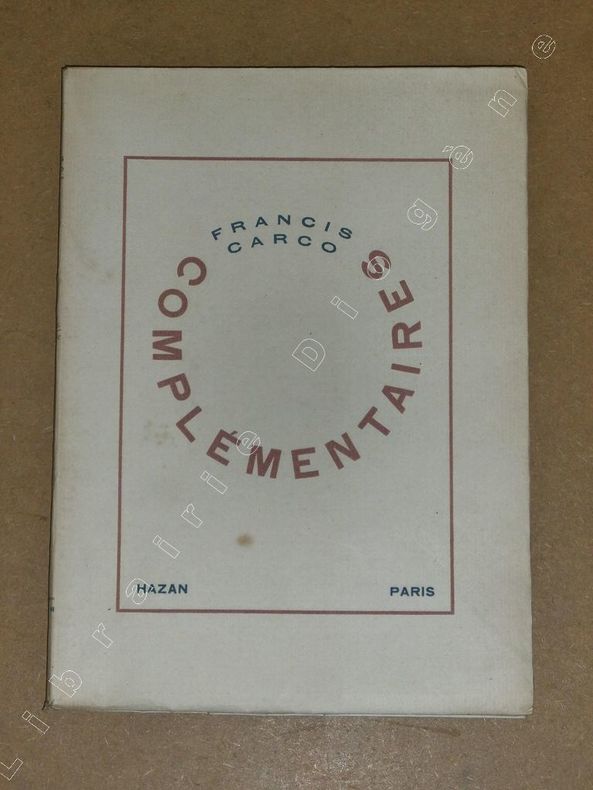 FRANCIS
CARCO
COMPLÉMENTAIRES
HAZAN
PARIS
Librairie Diogène